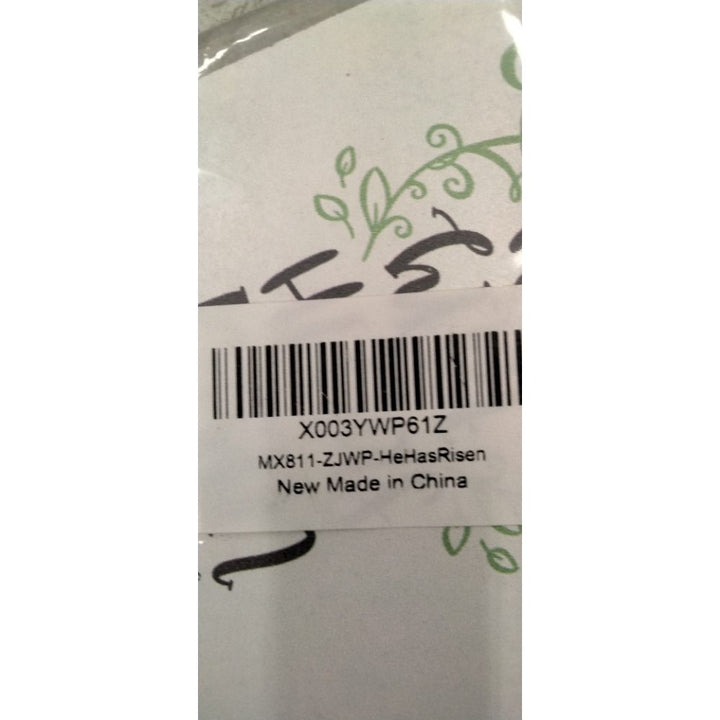 X003YWP61Z
MX811-ZJWP-HeHasRisen
New Made in China